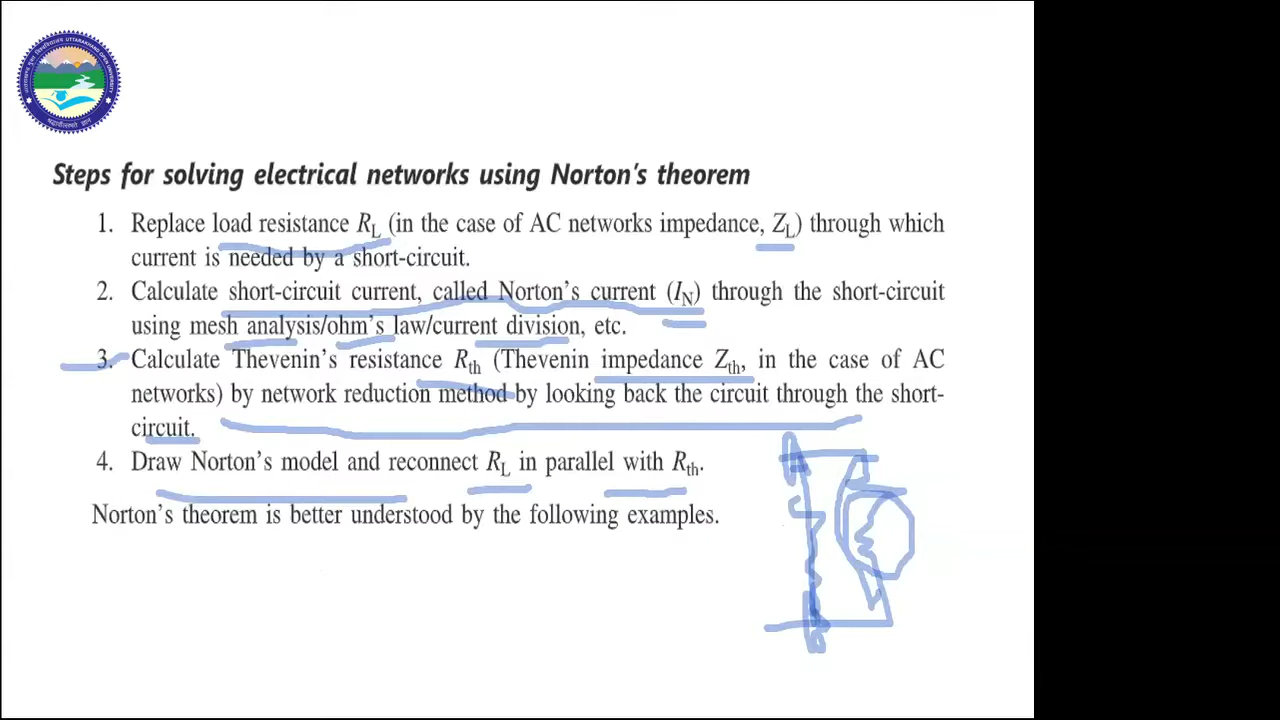 UTTARAKHAND OPEN UNIVERSITY
Steps for solving electrical networks using Norton's theorem
1. Replace load resistance RL (in the case of AC networks impedance, ZL) through which
current is needed by a short-circuit.
2. Calculate short-circuit current, called Norton's current (IN) through the short-circuit
using mesh analysis/ohm's law/current division, etc.
3. Calculate Thevenin's resistance Rth (Thevenin impedance Zth, in the case of AC
networks) by network reduction method by looking back the circuit through the short-
circuit.
4. Draw Norton's model and reconnect RL in parallel with Rth.
Norton's theorem is better understood by the following examples.